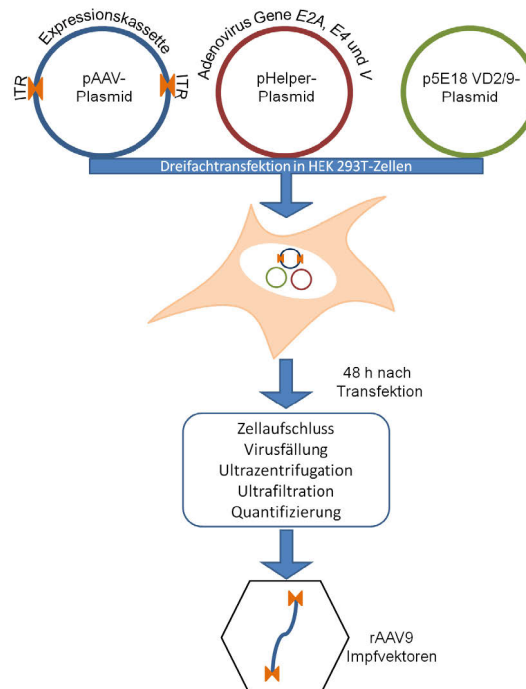 Expressionskassette
ITR
pAAV-
Plasmid
ITR
Adenovirus Gene E2A, E4 und V
pHelper-
Plasmid
p5E18 VD2/9-
Plasmid
Dreifachtransfektion in HEK 293T-Zellen
48 h nach
Transfektion
Zellaufschluss
Virusfällung
Ultrazentrifugation
Ultrafiltration
Quantifizierung
rAAV9
Impfvektoren